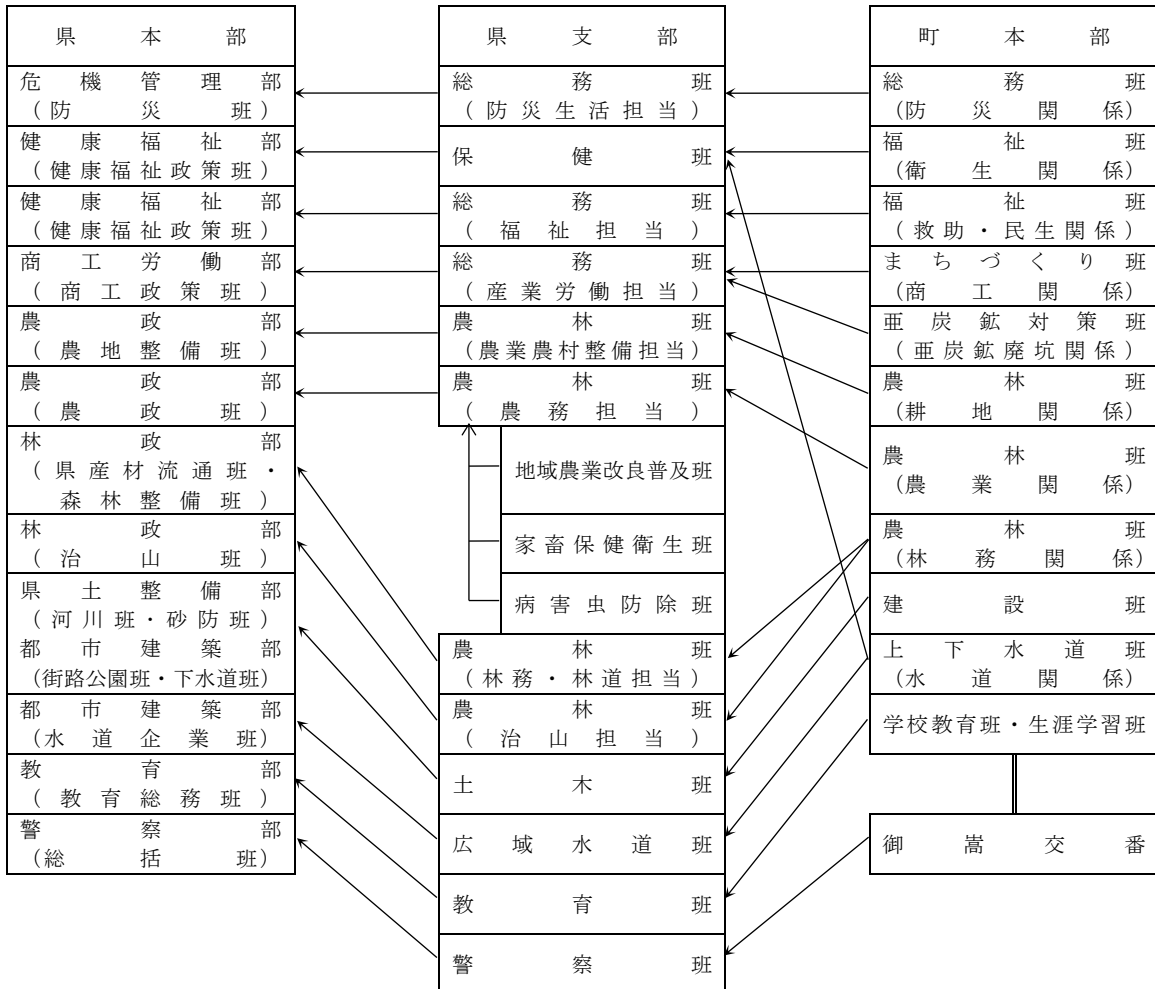 県本部
危機管理部
(防災班)
健康福祉部
(健康福祉政策班)
健康福祉部
(健康福祉政策班)
商工労働部
(商工政策班)
農政部
(農地整備班)
農政部
(農政班)
林政部
(県産材流通班・
森林整備班)
林政部
(治山班)
県土整備部
(河川班・砂防班)
都市建築部
(街路公園班・下水道班)
都市建築部
(水道企業班)
教育部
(教育総務班)
警察部
(総括班)
県支部
総務班
(防災生活担当)
保健班
総務班
(福祉担当)
総務班
(産業労働担当)
農林班
(農業農村整備担当)
農林班
(農務担当)
地域農業改良普及班
家畜保健衛生班
病害虫防除班
農林班
(林務・林道担当)
農林班
(治山担当)
土木班
広域水道班
教育班
警察班
町本部
総務班
(防災関係)
福祉班
(衛生関係)
福祉班
(救助・民生関係)
まちづくり班
(商工関係)
亜炭鉱対策班
(亜炭鉱廃坑関係)
農林班
(耕地関係)
農林班
(農業関係)
農林班
(林務関係)
建設班
上下水道班
(水道関係)
学校教育班・生涯学習班
御嵩交番